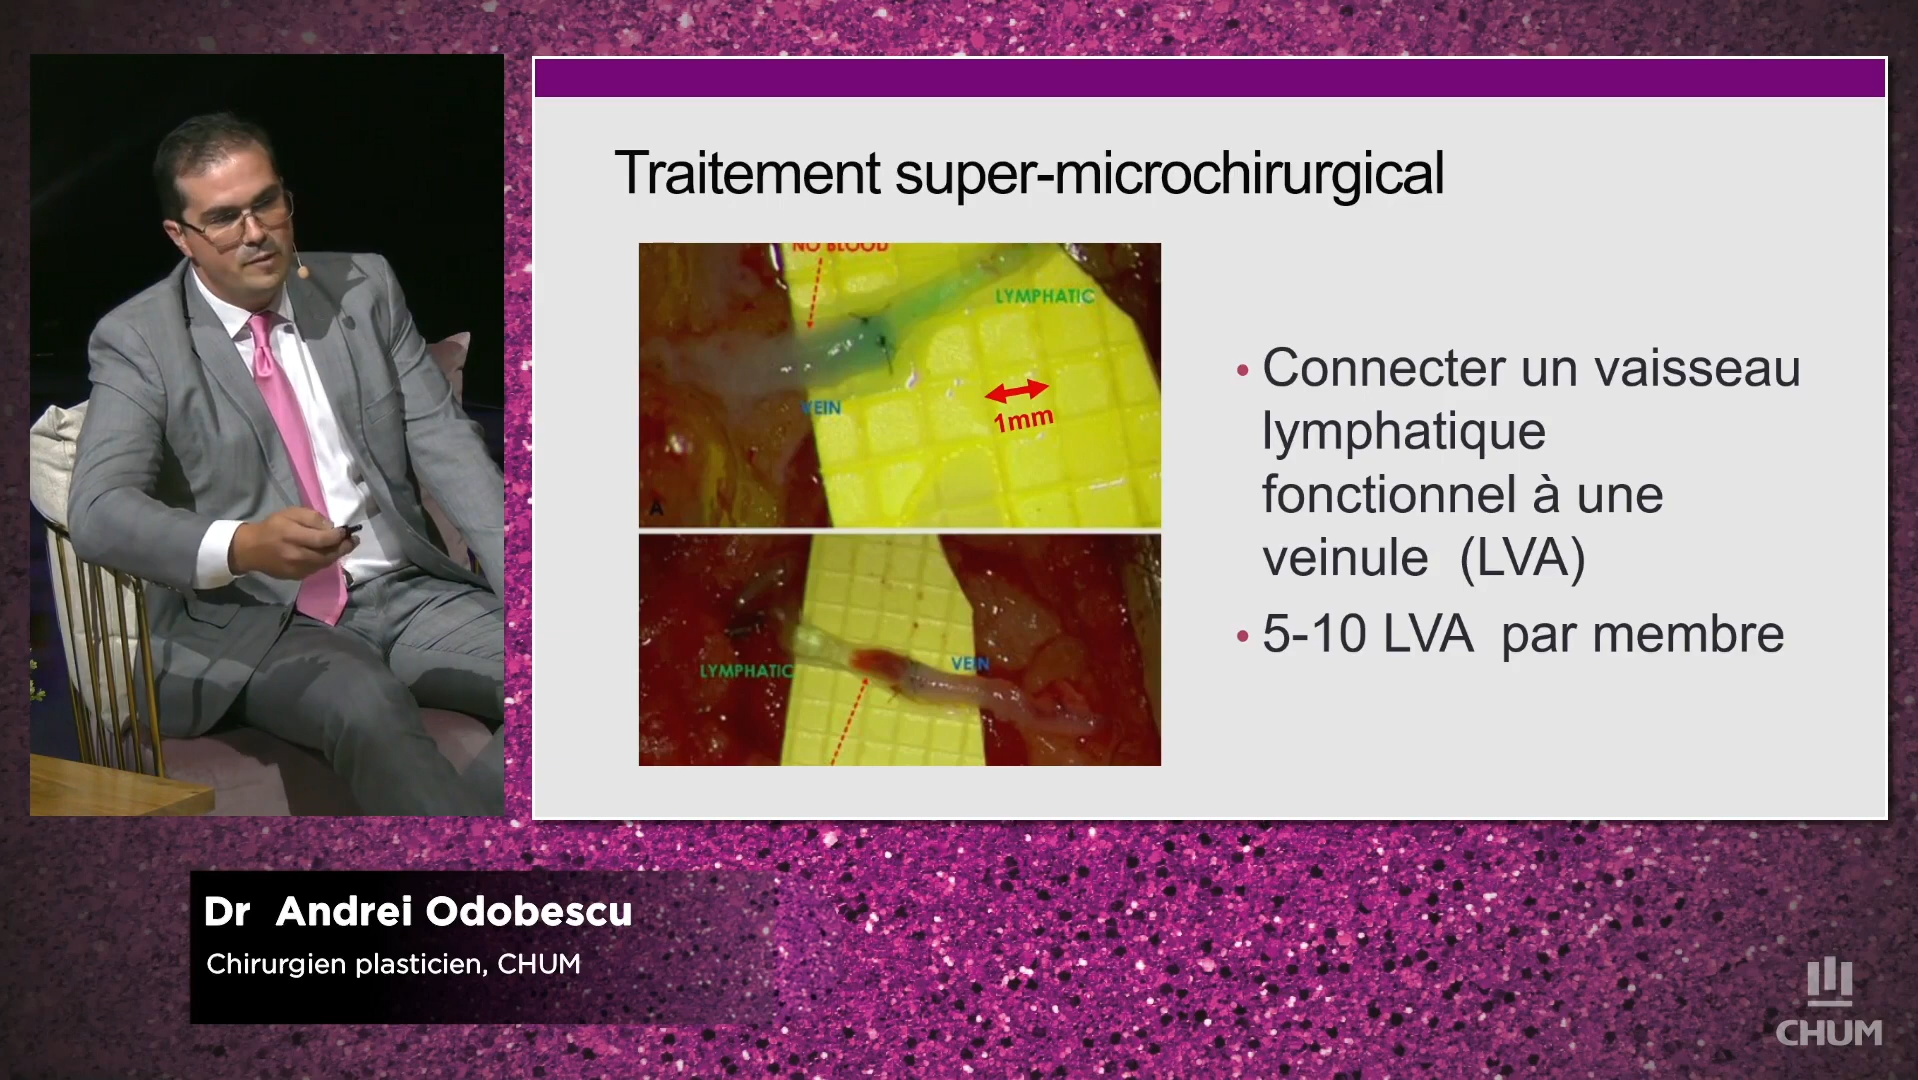 Traitement super-microchirurgical
NO BLOOD
LYMPHATIC
VEIN
1mm
A
LYMPHATIC
VEIN
• Connecter un vaisseau
lymphatique
fonctionnel à une
veinule (LVA)
• 5-10 LVA par membre
Dr Andrei Odobescu
Chirurgien plasticien, CHUM
CHUM